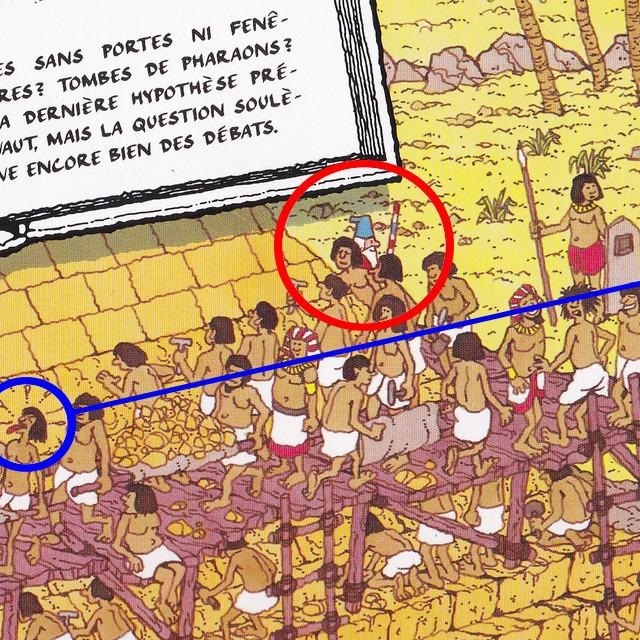 ES SANS PORTES NI FENÊ-
RES? TOMBES DE PHARAONS?
A DERNIÈRE HYPOTHÈSE PRÉ-
VAUT, MAIS LA QUESTION SOULÈ-
VE ENCORE BIEN DES DÉBATS.